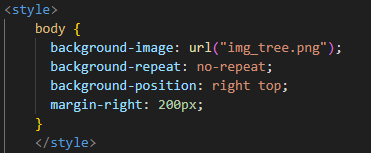 <style>
body {
background-image: url("img_tree.png");
background-repeat: no-repeat;
background-position: right top;
margin-right: 200px;
}
</style>